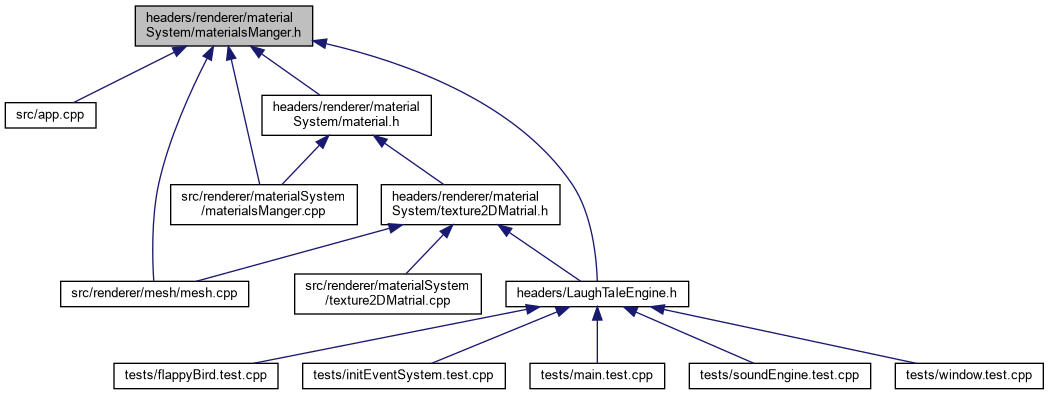 headers/renderer/material
System/materialsManger.h
src/app.cpp
headers/renderer/material
System/material.h
src/renderer/materialSystem
/materialsManger.cpp
headers/renderer/material
System/texture2DMatrial.h
src/renderer/mesh/mesh.cpp
src/renderer/materialSystem
/texture2DMatrial.cpp
headers/LaughTaleEngine.h
tests/flappyBird.test.cpp
tests/initEventSystem.test.cpp
tests/main.test.cpp
tests/soundEngine.test.cpp
tests/window.test.cpp